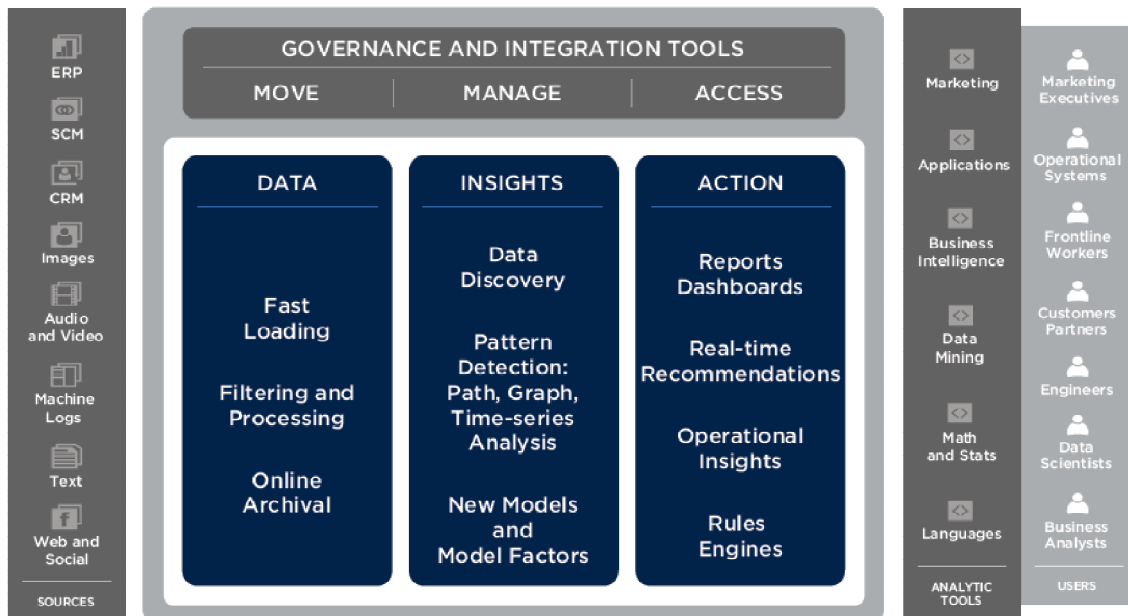 ERP
SCM
CRM
Images
Audio
and Video
Machine
Logs
Text
Web and
Social
SOURCES
GOVERNANCE AND INTEGRATION TOOLS
MOVE
MANAGE
ACCESS
DATA
Fast
Loading
Filtering and
Processing
Online
Archival
INSIGHTS
Data
Discovery
Pattern
Detection:
Path, Graph,
Time-series
Analysis
New Models
and
Model Factors
ACTION
Reports
Dashboards
Real-time
Recommendations
Operational
Insights
Rules
Engines
Marketing
Applications
Business
Intelligence
Data
Mining
Math
and Stats
Languages
ANALYTIC
TOOLS
Marketing
Executives
Operational
Systems
Frontline
Workers
Customers
Partners
Engineers
Data
Scientists
Business
Analysts
USERS